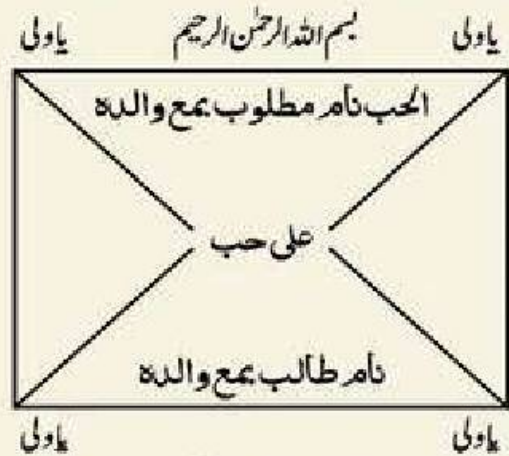 یاولی بسم اللہ الرحمٰن الرحیم یاولی
الحب نام مطلوب بمع والدہ
علی حب
نام طالب بمع والدہ
یاولی یاولی